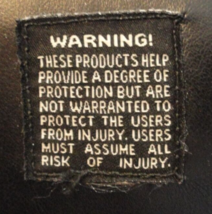 WARNING!
THESE PRODUCTS HELP
PROVIDE A DEGREE OF
PROTECTION BUT ARE
NOT WARRANTED TO
PROTECT THE USERS
FROM INJURY. USERS
MUST ASSUME ALL
RISK OF INJURY.